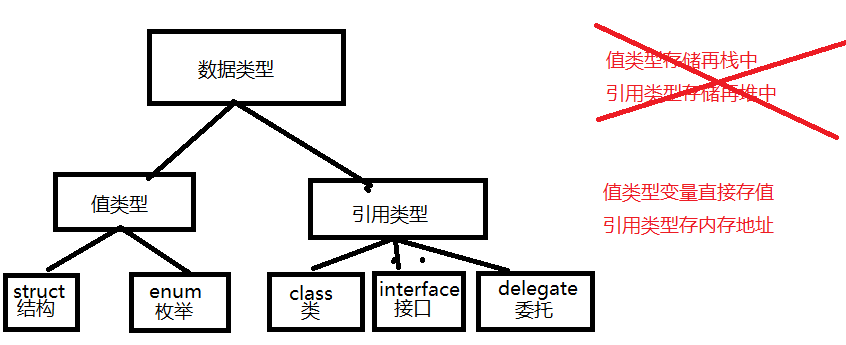 数据类型
值类型存储再栈中
引用类型存储再堆中
值类型
引用类型
值类型变量直接存值
引用类型存内存地址
struct
结构
enum
枚举
class
类
interface
接口
delegate
委托